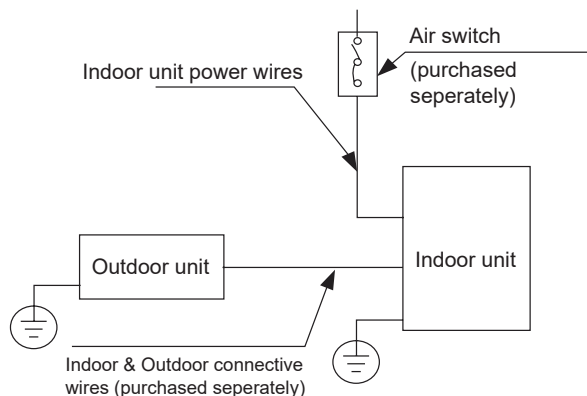 Air switch
(purchased
seperately)
Indoor unit power wires
Outdoor unit
Indoor unit
Indoor & Outdoor connective
wires (purchased seperately)